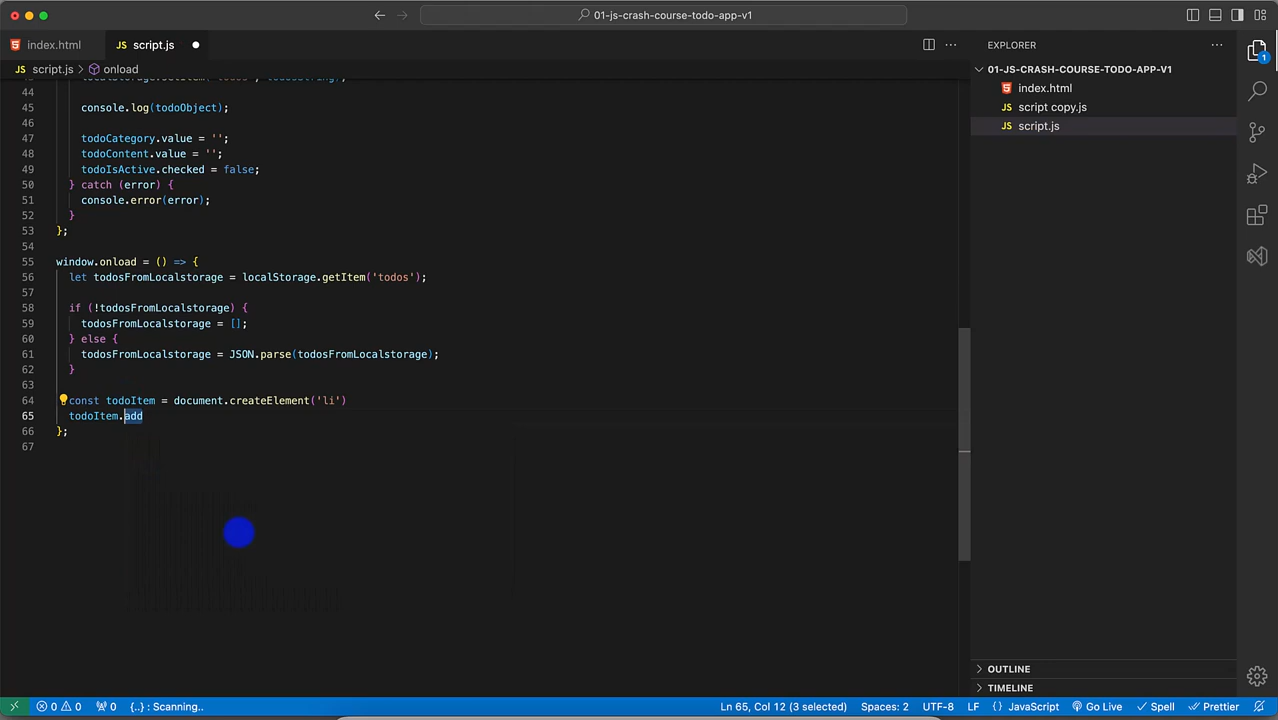 01-js-crash-course-todo-app-v1
index.html
JS script.js
EXPLORER
script.js > onload
01-JS-CRASH-COURSE-TODO-APP-V1
index.html
JS script copy.js
JS script.js
44
45 console.log(todoObject);
46
47 todoCategory.value = '';
48 todoContent.value = '';
49 todoIsActive.checked = false;
50 } catch (error) {
51 console.error(error);
52 }
53 };
54
55 window.onload = () => {
56 let todosFromLocalstorage = localStorage.getItem('todos');
57
58 if (!todosFromLocalstorage) {
59 todosFromLocalstorage = [];
60 } else {
61 todosFromLocalstorage = JSON.parse(todosFromLocalstorage);
62 }
63
64 const todoItem = document.createElement('li')
65 todoItem.add
66 };
67
1
OUTLINE
TIMELINE
0 0 0 {..} : Scanning.. Ln 65, Col 12 (3 selected) Spaces: 2 UTF-8 LF {} JavaScript Go Live Spell Prettier